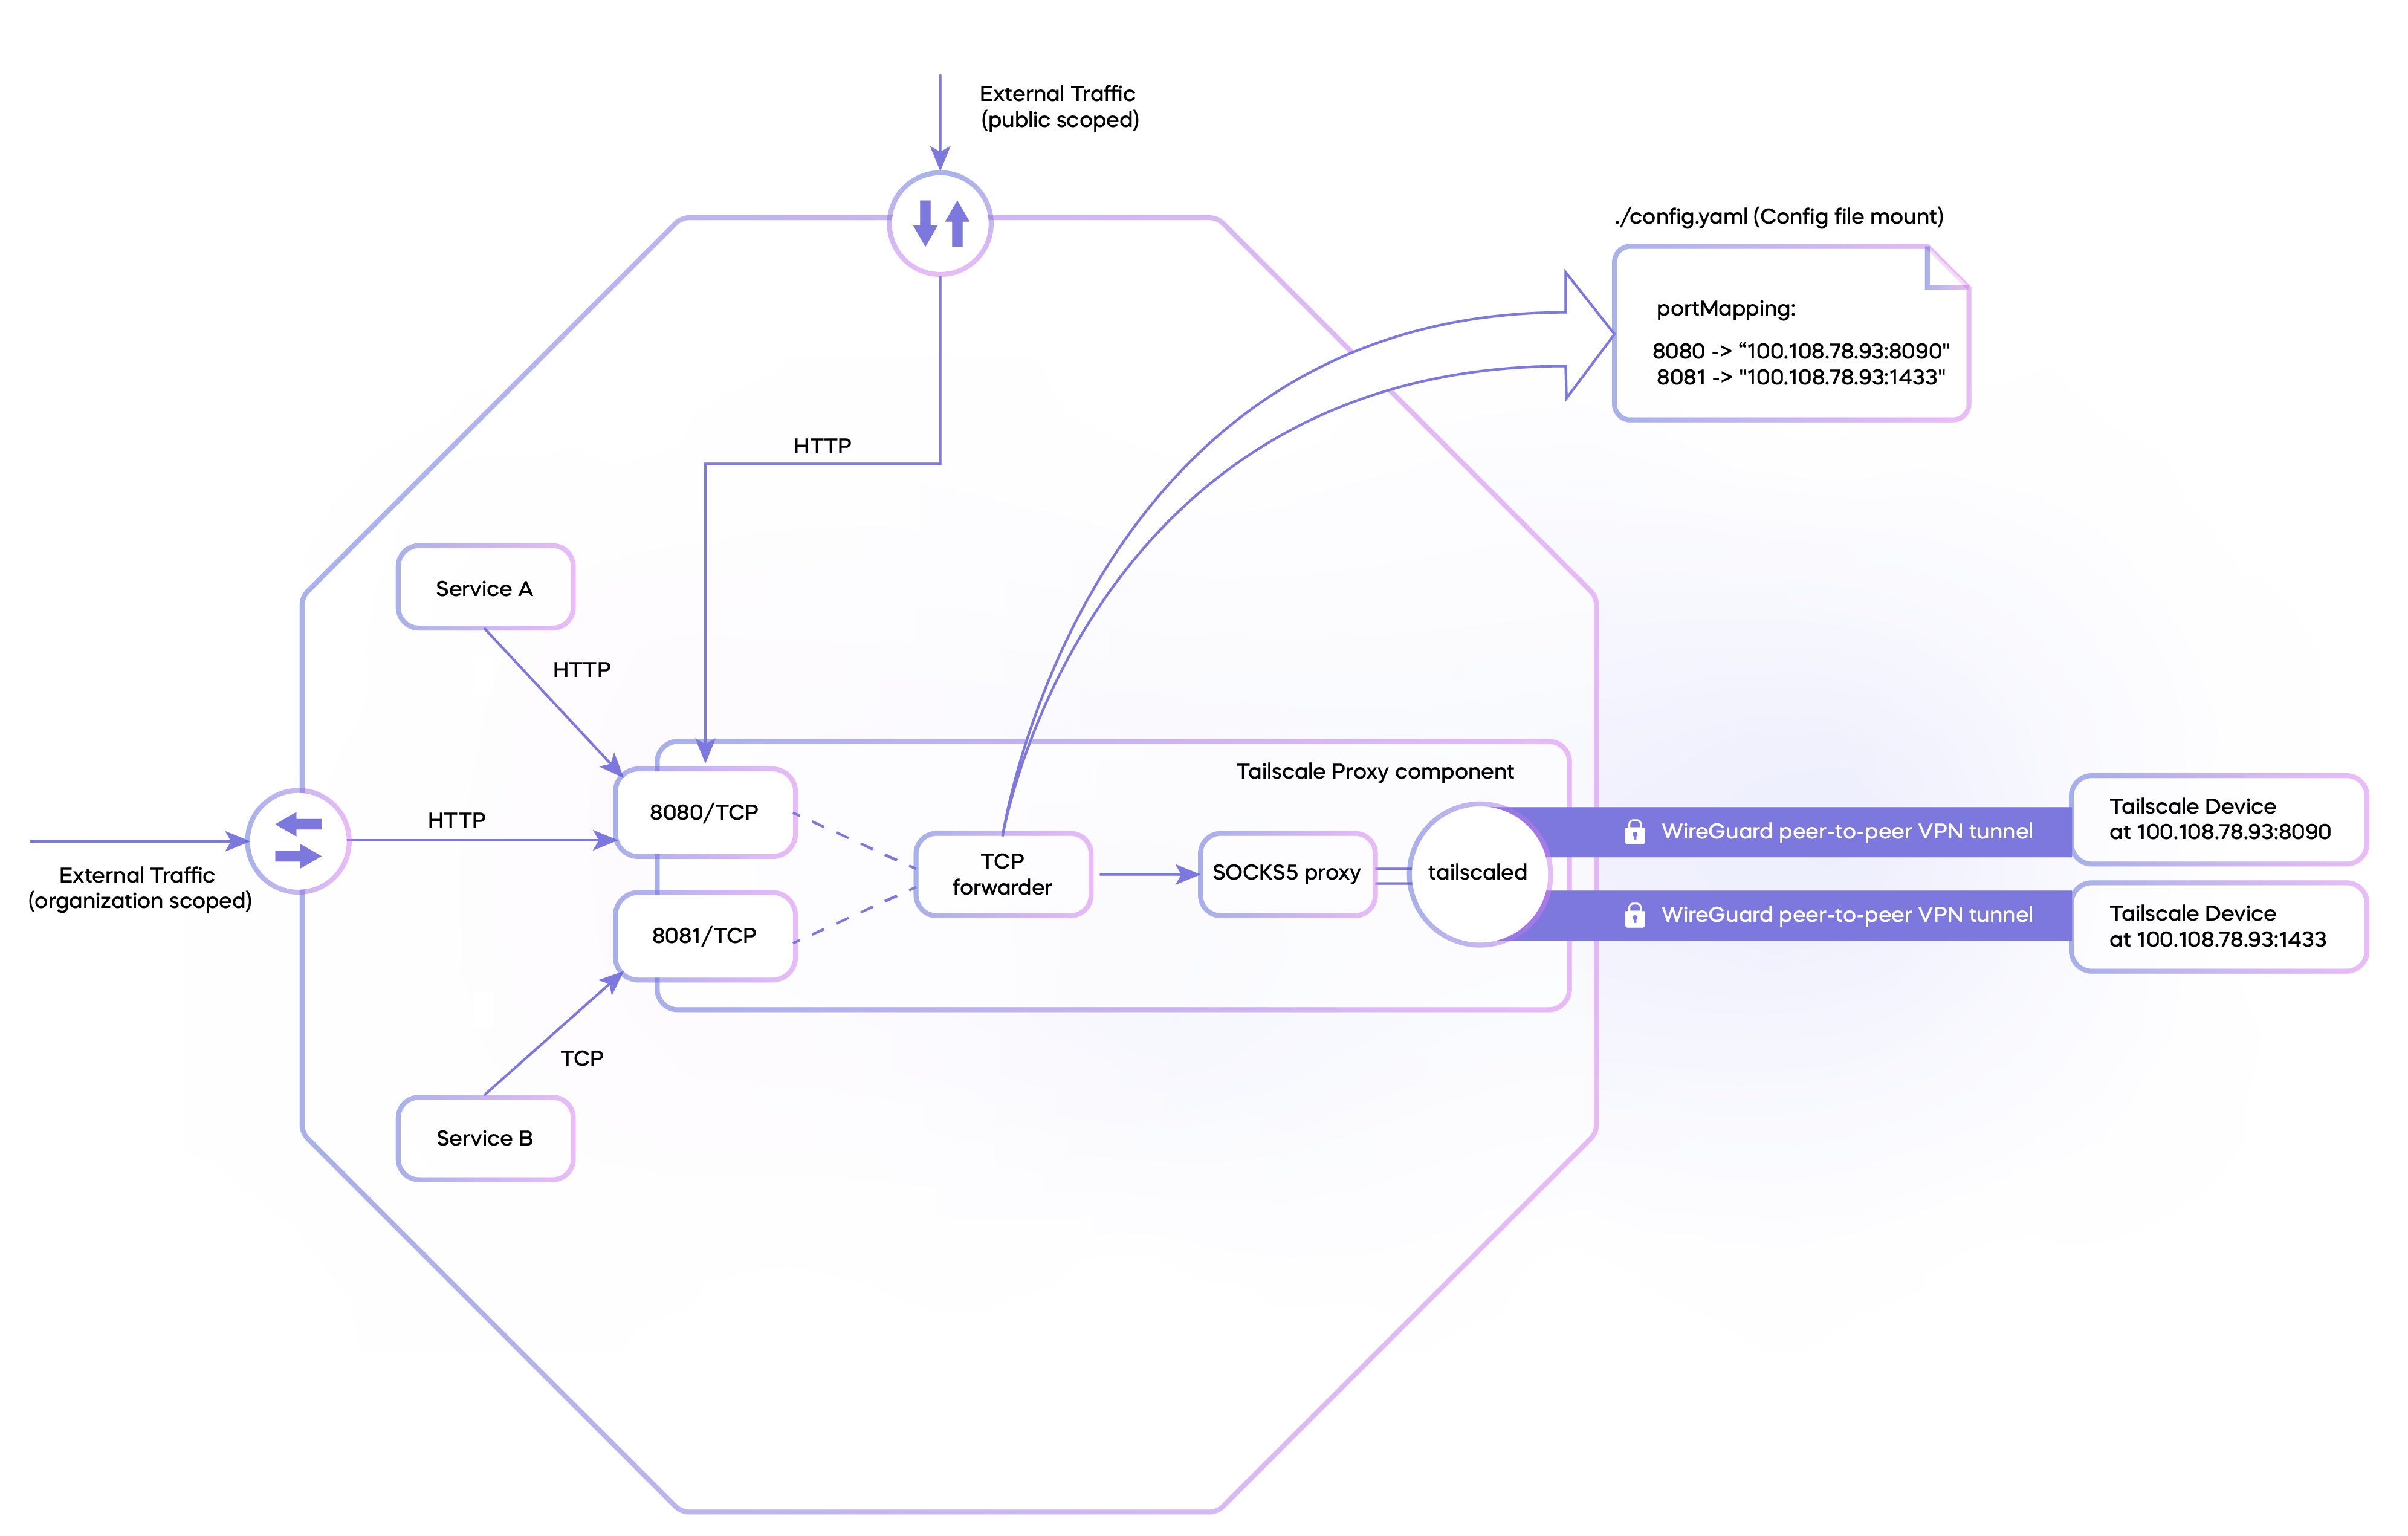 External Traffic
(public scoped)
./config.yaml (Config file mount)
portMapping:
8080 -> “100.108.78.93:8090"
8081 -> "100.108.78.93:1433"
HTTP
Service A
HTTP
Tailscale Proxy component
8080/TCP
HTTP
External Traffic
(organization scoped)
TCP
forwarder
SOCKS5 proxy
tailscaled
WireGuard peer-to-peer VPN tunnel
Tailscale Device
at 100.108.78.93:8090
8081/TCP
WireGuard peer-to-peer VPN tunnel
Tailscale Device
at 100.108.78.93:1433
TCP
Service B